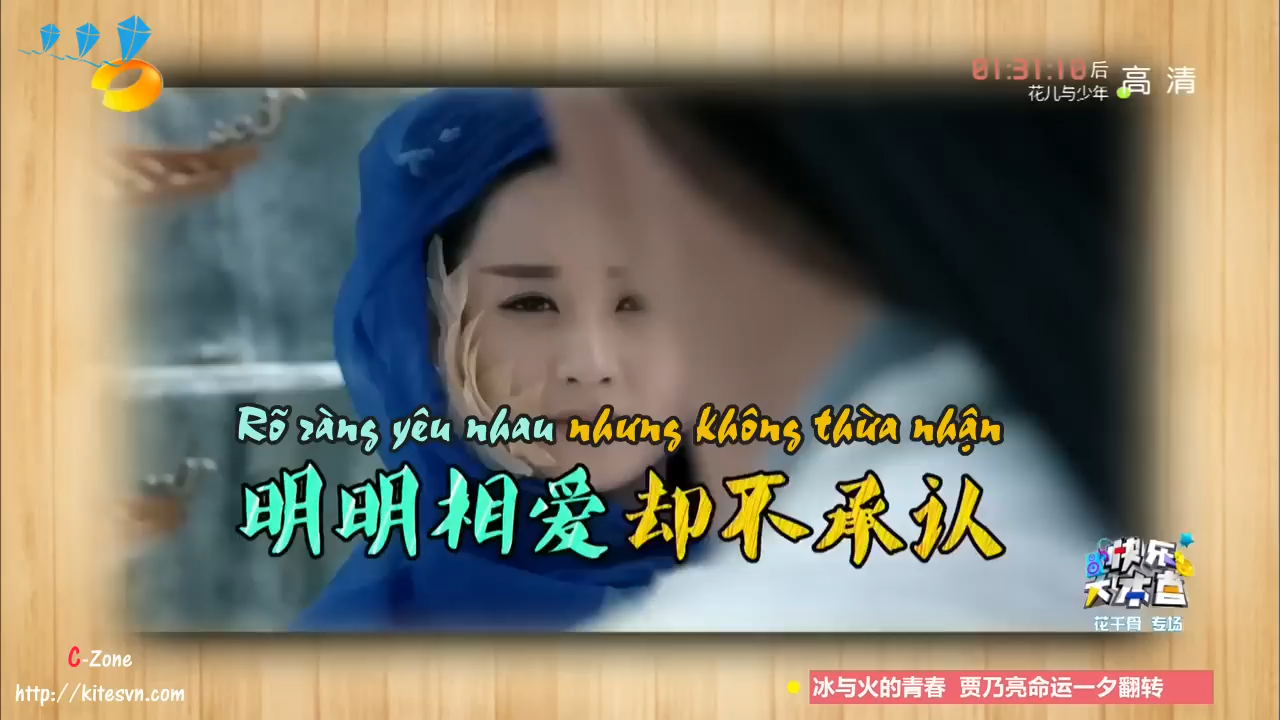 01:31:10后
高清
花儿与少年
Rõ ràng yêu nhau nhưng không thừa nhận
明明相爱却不承认
快乐
大本营
花千骨 专场
C-Zone
http://kitesvn.com
冰与火的青春 贾乃亮命运一夕翻转